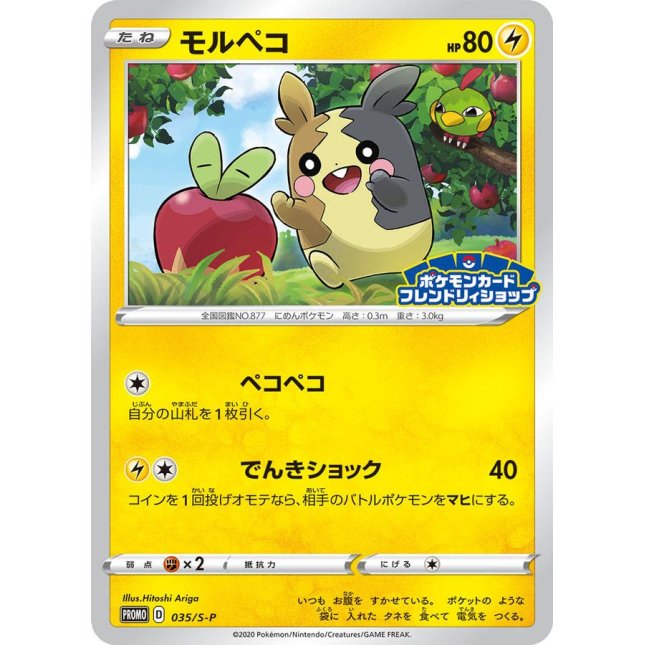 たね モルペコ HP80
ポケモンカード
フレンドリィショップ
全国図鑑NO.877 にめんポケモン 高さ：0.3m 重さ：3.0kg
ペコペコ
自分の山札を1枚引く。
でんきショック 40
コインを1回投げオモテなら、相手のバトルポケモンをマヒにする。
弱点 ×2 抵抗力 にげる
Illus.Hitoshi Ariga
いつも お腹を すかせている。 ポケットの ような
PROMO D 035/S-P
袋に 入れた タネを 食べて 電気を つくる。
©2020 Pokémon/Nintendo/Creatures/GAME FREAK.